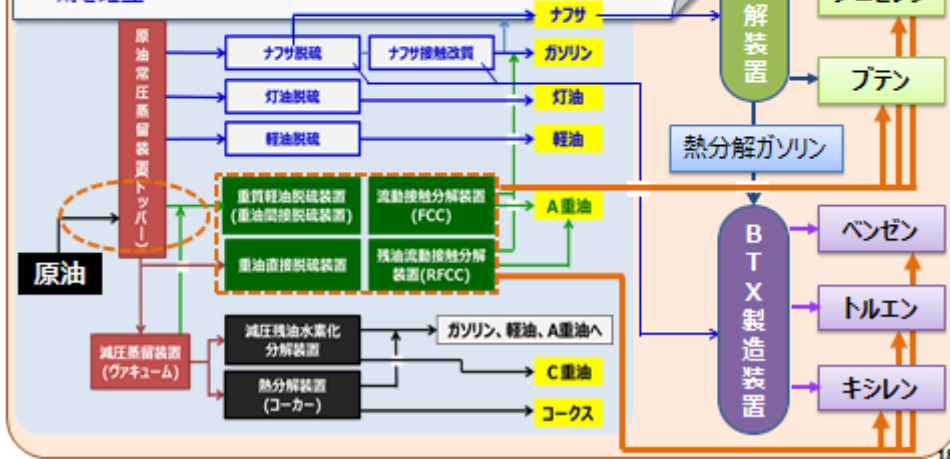 ナフサ
解装置
原油常圧蒸留装置(トッパー)
ナフサ脱硫
ナフサ接触改質
ガソリン
ブテン
灯油脱硫
灯油
軽油脱硫
軽油
熱分解ガソリン
重質軽油脱硫装置
(重油間接脱硫装置)
流動接触分解装置
(FCC)
A重油
原油
重油直接脱硫装置
残油流動接触分解
装置(RFCC)
BTX製造装置
ベンゼン
トルエン
キシレン
減圧蒸留装置
(ヴァキューム)
減圧残油水素化
分解装置
ガソリン、軽油、A重油へ
C重油
熱分解装置
(コーカー)
コークス